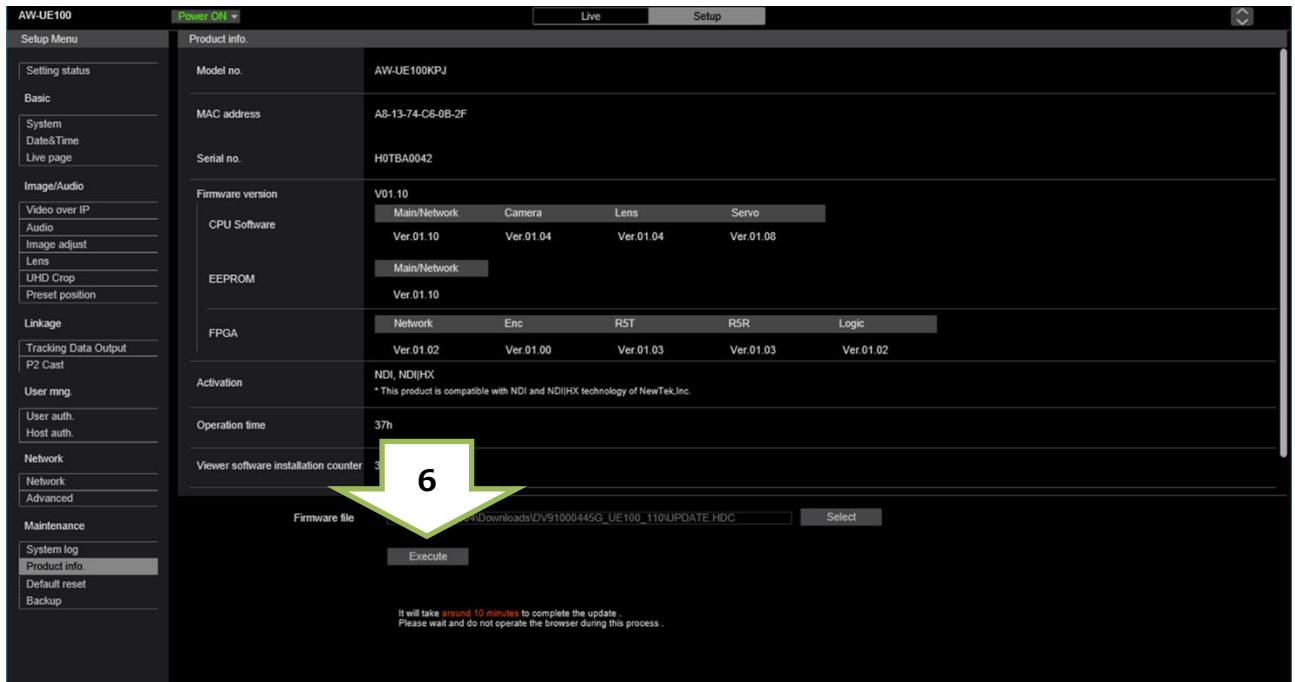 AW-UE100
Power ON
Live
Setup
Setup Menu
Product info.
Setting status
Basic
System
Date&Time
Live page
Image/Audio
Video over IP
Audio
Image adjust
Lens
UHD Crop
Preset position
Linkage
Tracking Data Output
P2 Cast
User mng.
User auth.
Host auth.
Network
Network
Advanced
Maintenance
System log
Product info.
Default reset
Backup
Model no. AW-UE100KPJ
MAC address A8-13-74-C6-0B-2F
Serial no. H0TBA0042
Firmware version V01.10
CPU Software
Main/Network Camera Lens Servo
Ver.01.10 Ver.01.04 Ver.01.04 Ver.01.08
EEPROM
Main/Network
Ver.01.10
FPGA
Network Enc R5T R5R Logic
Ver.01.02 Ver.01.00 Ver.01.03 Ver.01.03 Ver.01.02
Activation
NDI, NDI|HX
* This product is compatible with NDI and NDI|HX technology of NewTek,Inc.
Operation time 37h
Viewer software installation counter
6
Firmware file \Downloads\DV91000445G_UE100_110\UPDATE.HDC Select
Execute
It will take around 10 minutes to complete the update .
Please wait and do not operate the browser during this process .